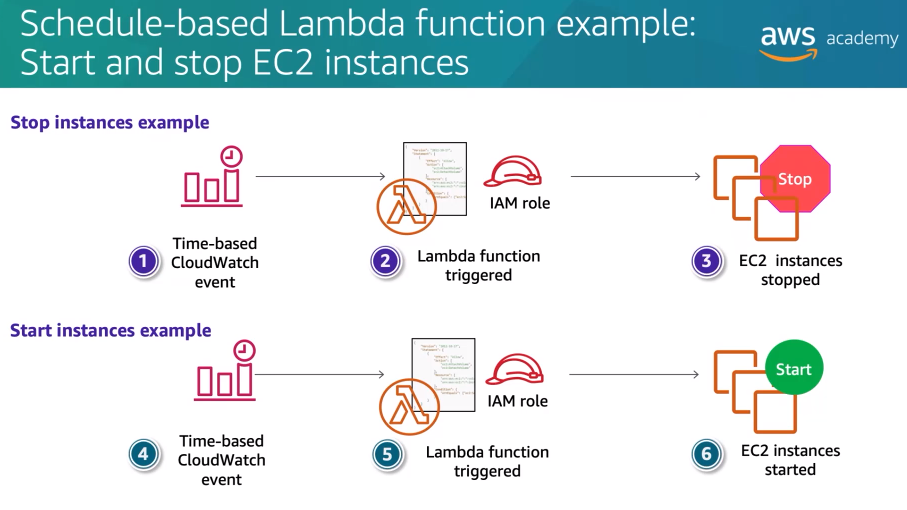 Schedule-based Lambda function example:
Start and stop EC2 instances
aws academy
Stop instances example
Stop
IAM role
1
Time-based
CloudWatch
event
2
Lambda function
triggered
3
EC2 instances
stopped
Start instances example
Start
IAM role
4
Time-based
CloudWatch
event
5
Lambda function
triggered
6
EC2 instances
started